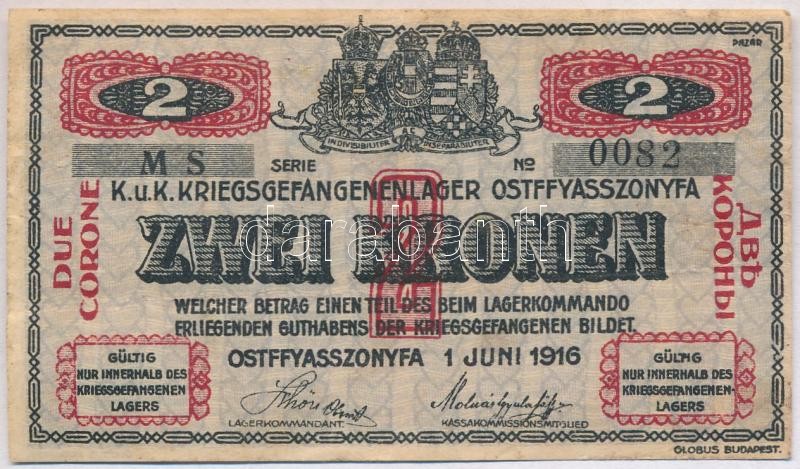 PAZÁR
2 2
INDIVISIBILITER AC INSEPARABILITER
M S SERIE No 0082
K.u.K. KRIEGSGEFANGENENLAGER OSTFFYASSZONYFA
DUE CORONE
ZWEI KRONEN
ДВѢ КОРОНЫ
2
darabanth
WELCHER BETRAG EINEN TEIL DES BEIM LAGERKOMMANDO
ERLIEGENDEN GUTHABENS DER KRIEGSGEFANGENEN BILDET.
OSTFFYASSZONYFA 1 JUNI 1916
GÜLTIG
NUR INNERHALB DES
KRIEGSGEFANGENEN
LAGERS
GÜLTIG
NUR INNERHALB DES
KRIEGSGEFANGENEN-
LAGERS
LAGERKOMMANDANT. KASSAKOMMISSIONSMITGLIED
GLOBUS BUDAPEST.